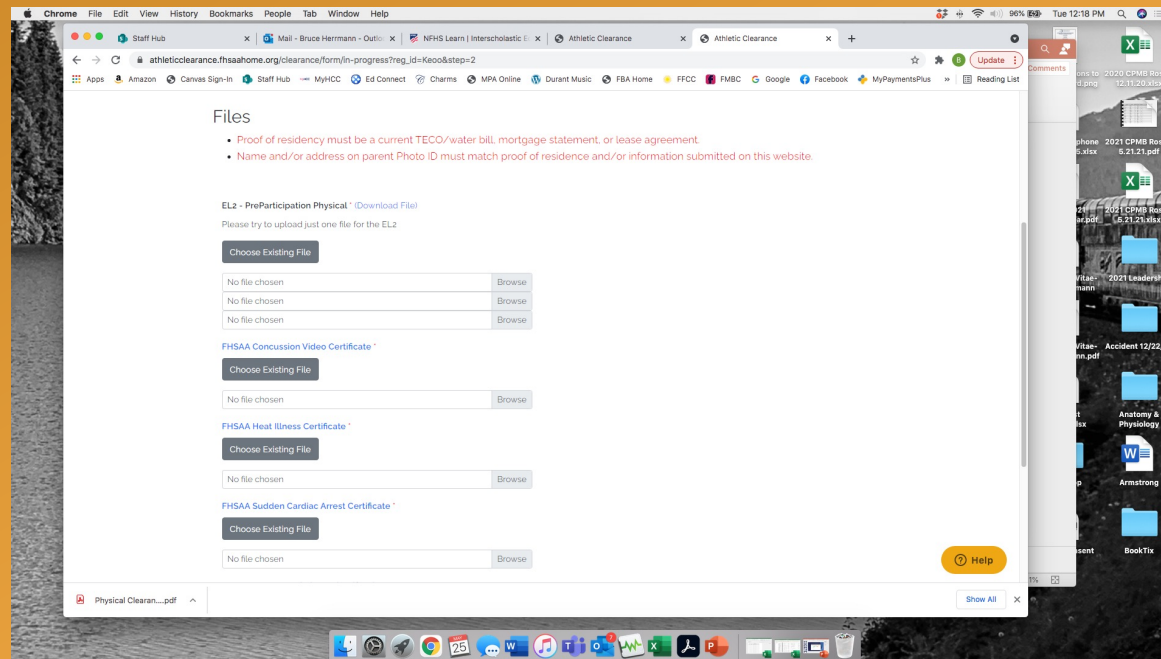 Chrome File Edit View History Bookmarks People Tab Window Help 96% Tue 12:18 PM
Staff Hub Mail - Bruce Herrmann - Outlo NFHS Learn | Interscholastic E Athletic Clearance Athletic Clearance
athleticclearance.fhsaahome.org/clearance/form/in-progress?reg_id=Keoo&step=2 B Update
Comments
Apps Amazon Canvas Sign-In Staff Hub MyHCC Ed Connect Charms MPA Online Durant Music FBA Home FFCC FMBC Google Facebook MyPaymentsPlus » Reading List
Files
• Proof of residency must be a current TECO/water bill, mortgage statement, or lease agreement.
• Name and/or address on parent Photo ID must match proof of residence and/or information submitted on this website.
EL2 - PreParticipation Physical * (Download File)
Please try to upload just one file for the EL2
Choose Existing File
No file chosen Browse
No file chosen Browse
No file chosen Browse
FHSAA Concussion Video Certificate *
Choose Existing File
No file chosen Browse
FHSAA Heat Illness Certificate *
Choose Existing File
No file chosen Browse
FHSAA Sudden Cardiac Arrest Certificate *
Choose Existing File
No file chosen Browse
Help
Physical Clearan....pdf Show All
2020 CPMB Ros
12.11.20.xlsx
2021 CPMB Ros
5.21.21.pdf
2021 CPMB Ros
5.21.21.xlsx
2021 Leadersh
Accident 12/22/
Anatomy &
Physiology
Armstrong
BookTix
MAY
25
7